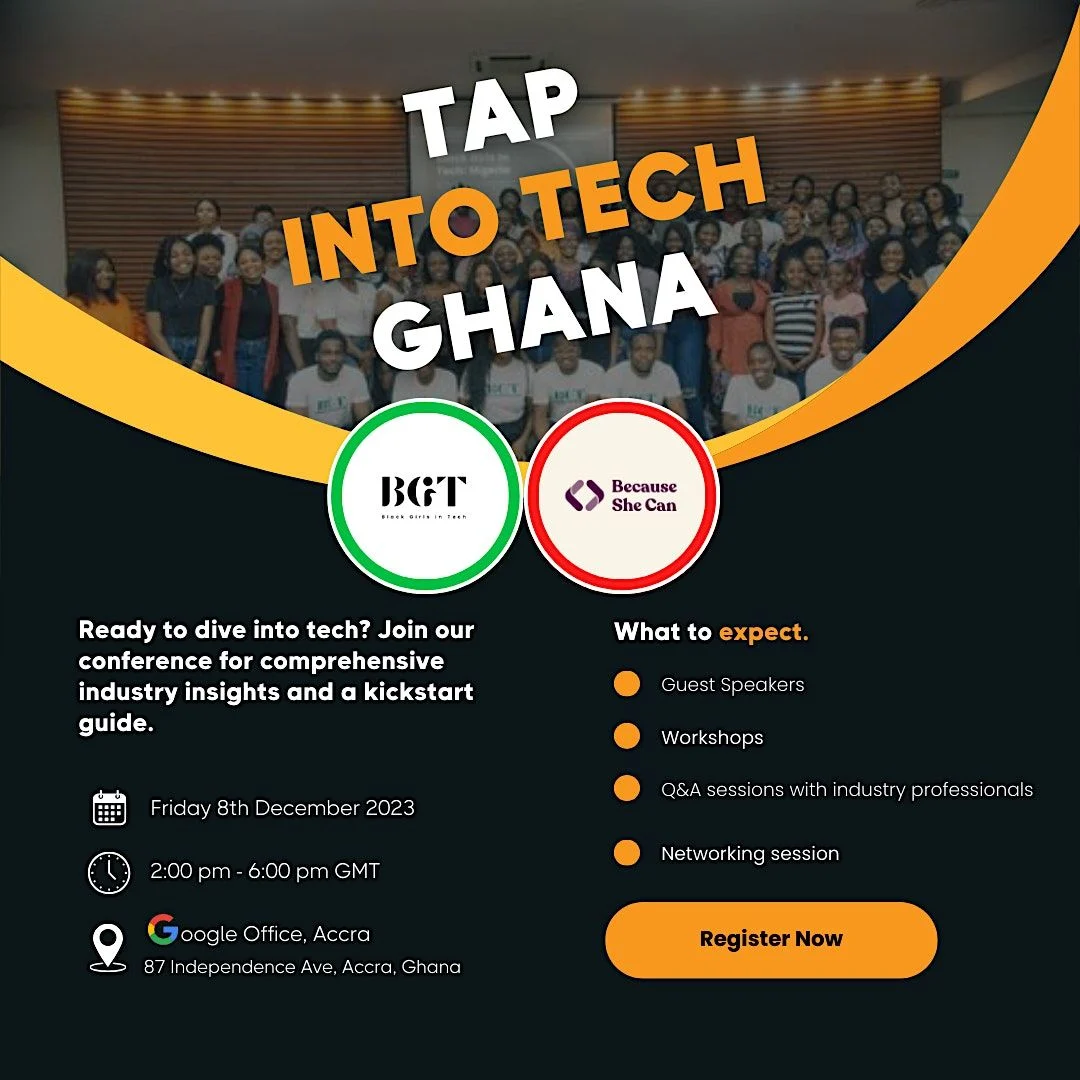 TAP
INTO TECH
GHANA
BGT
Black Girls in Tech
Because
She Can
Ready to dive into tech? Join our
conference for comprehensive
industry insights and a kickstart
guide.
Friday 8th December 2023
2:00 pm - 6:00 pm GMT
Google Office, Accra
87 Independence Ave, Accra, Ghana
What to expect.
Guest Speakers
Workshops
Q&A sessions with industry professionals
Networking session
Register Now